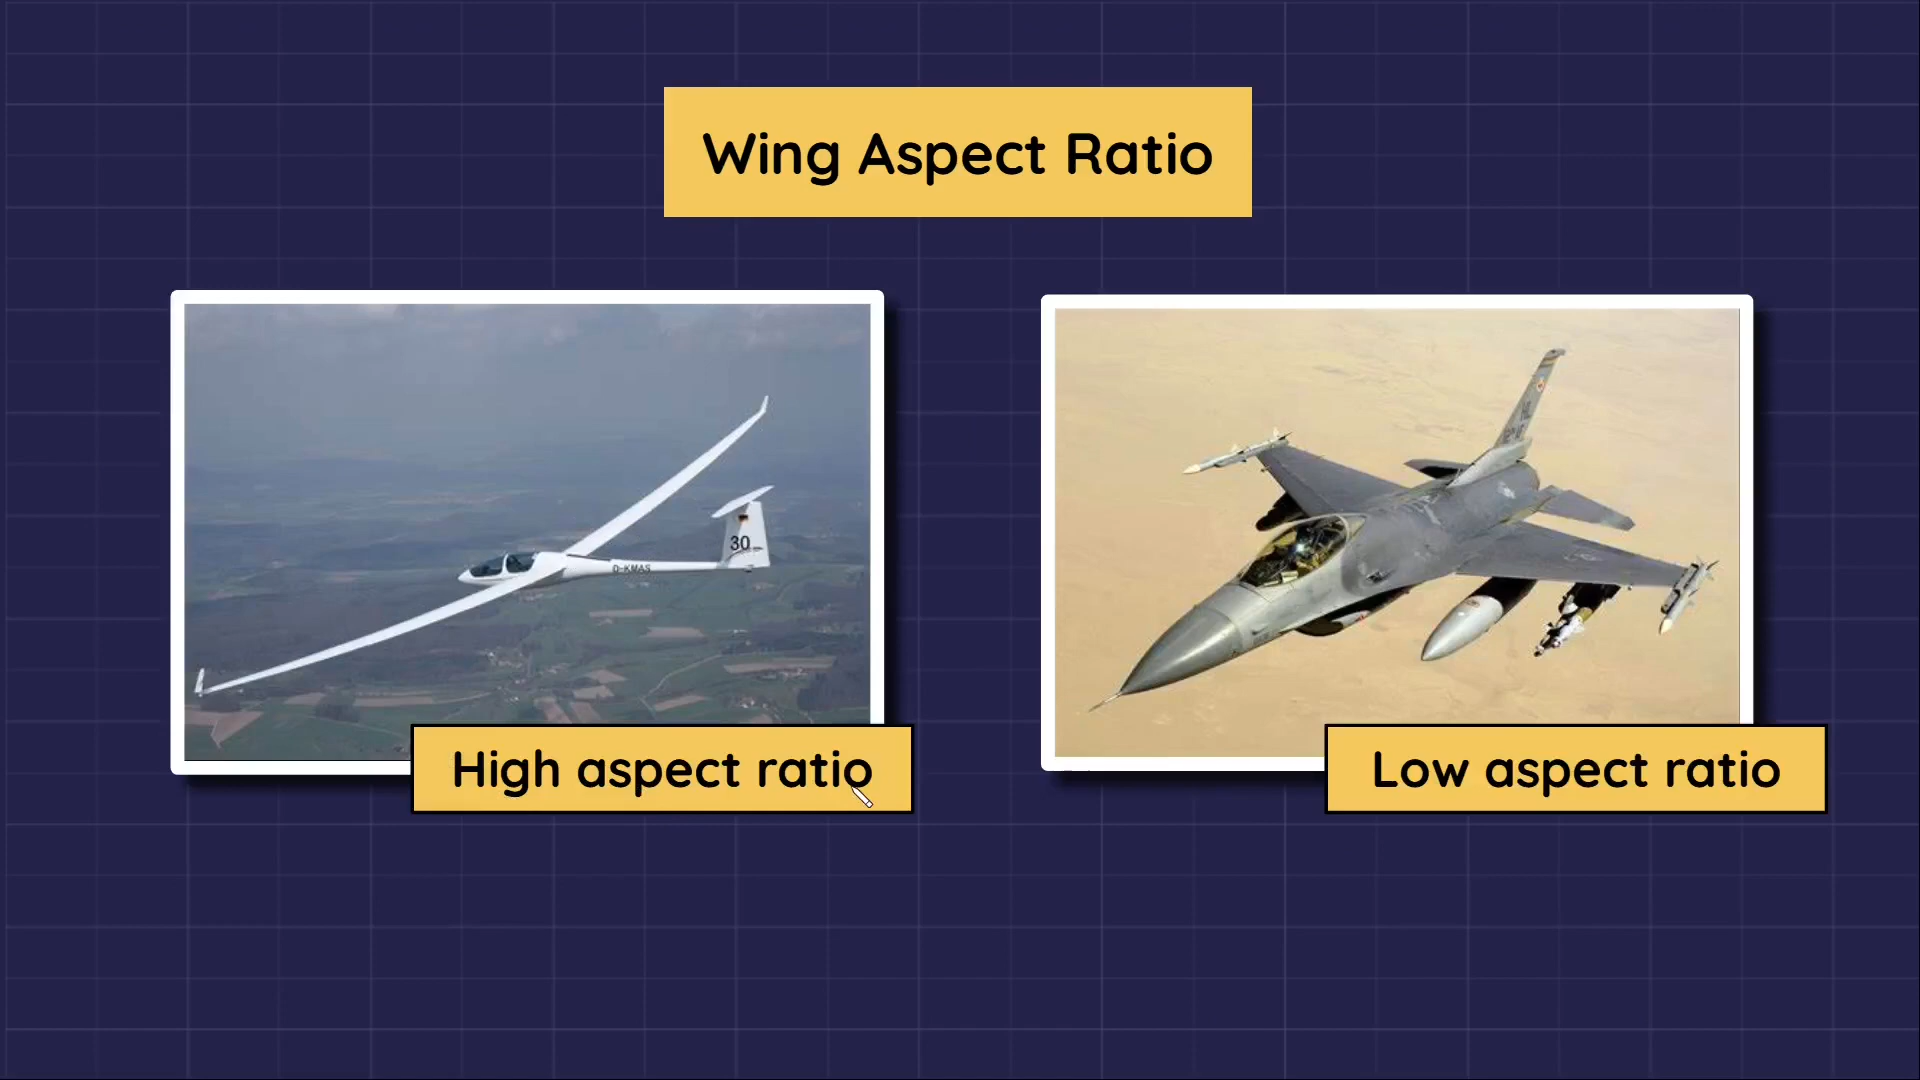 Wing Aspect Ratio
30
D-KMAS
High aspect ratio
Low aspect ratio